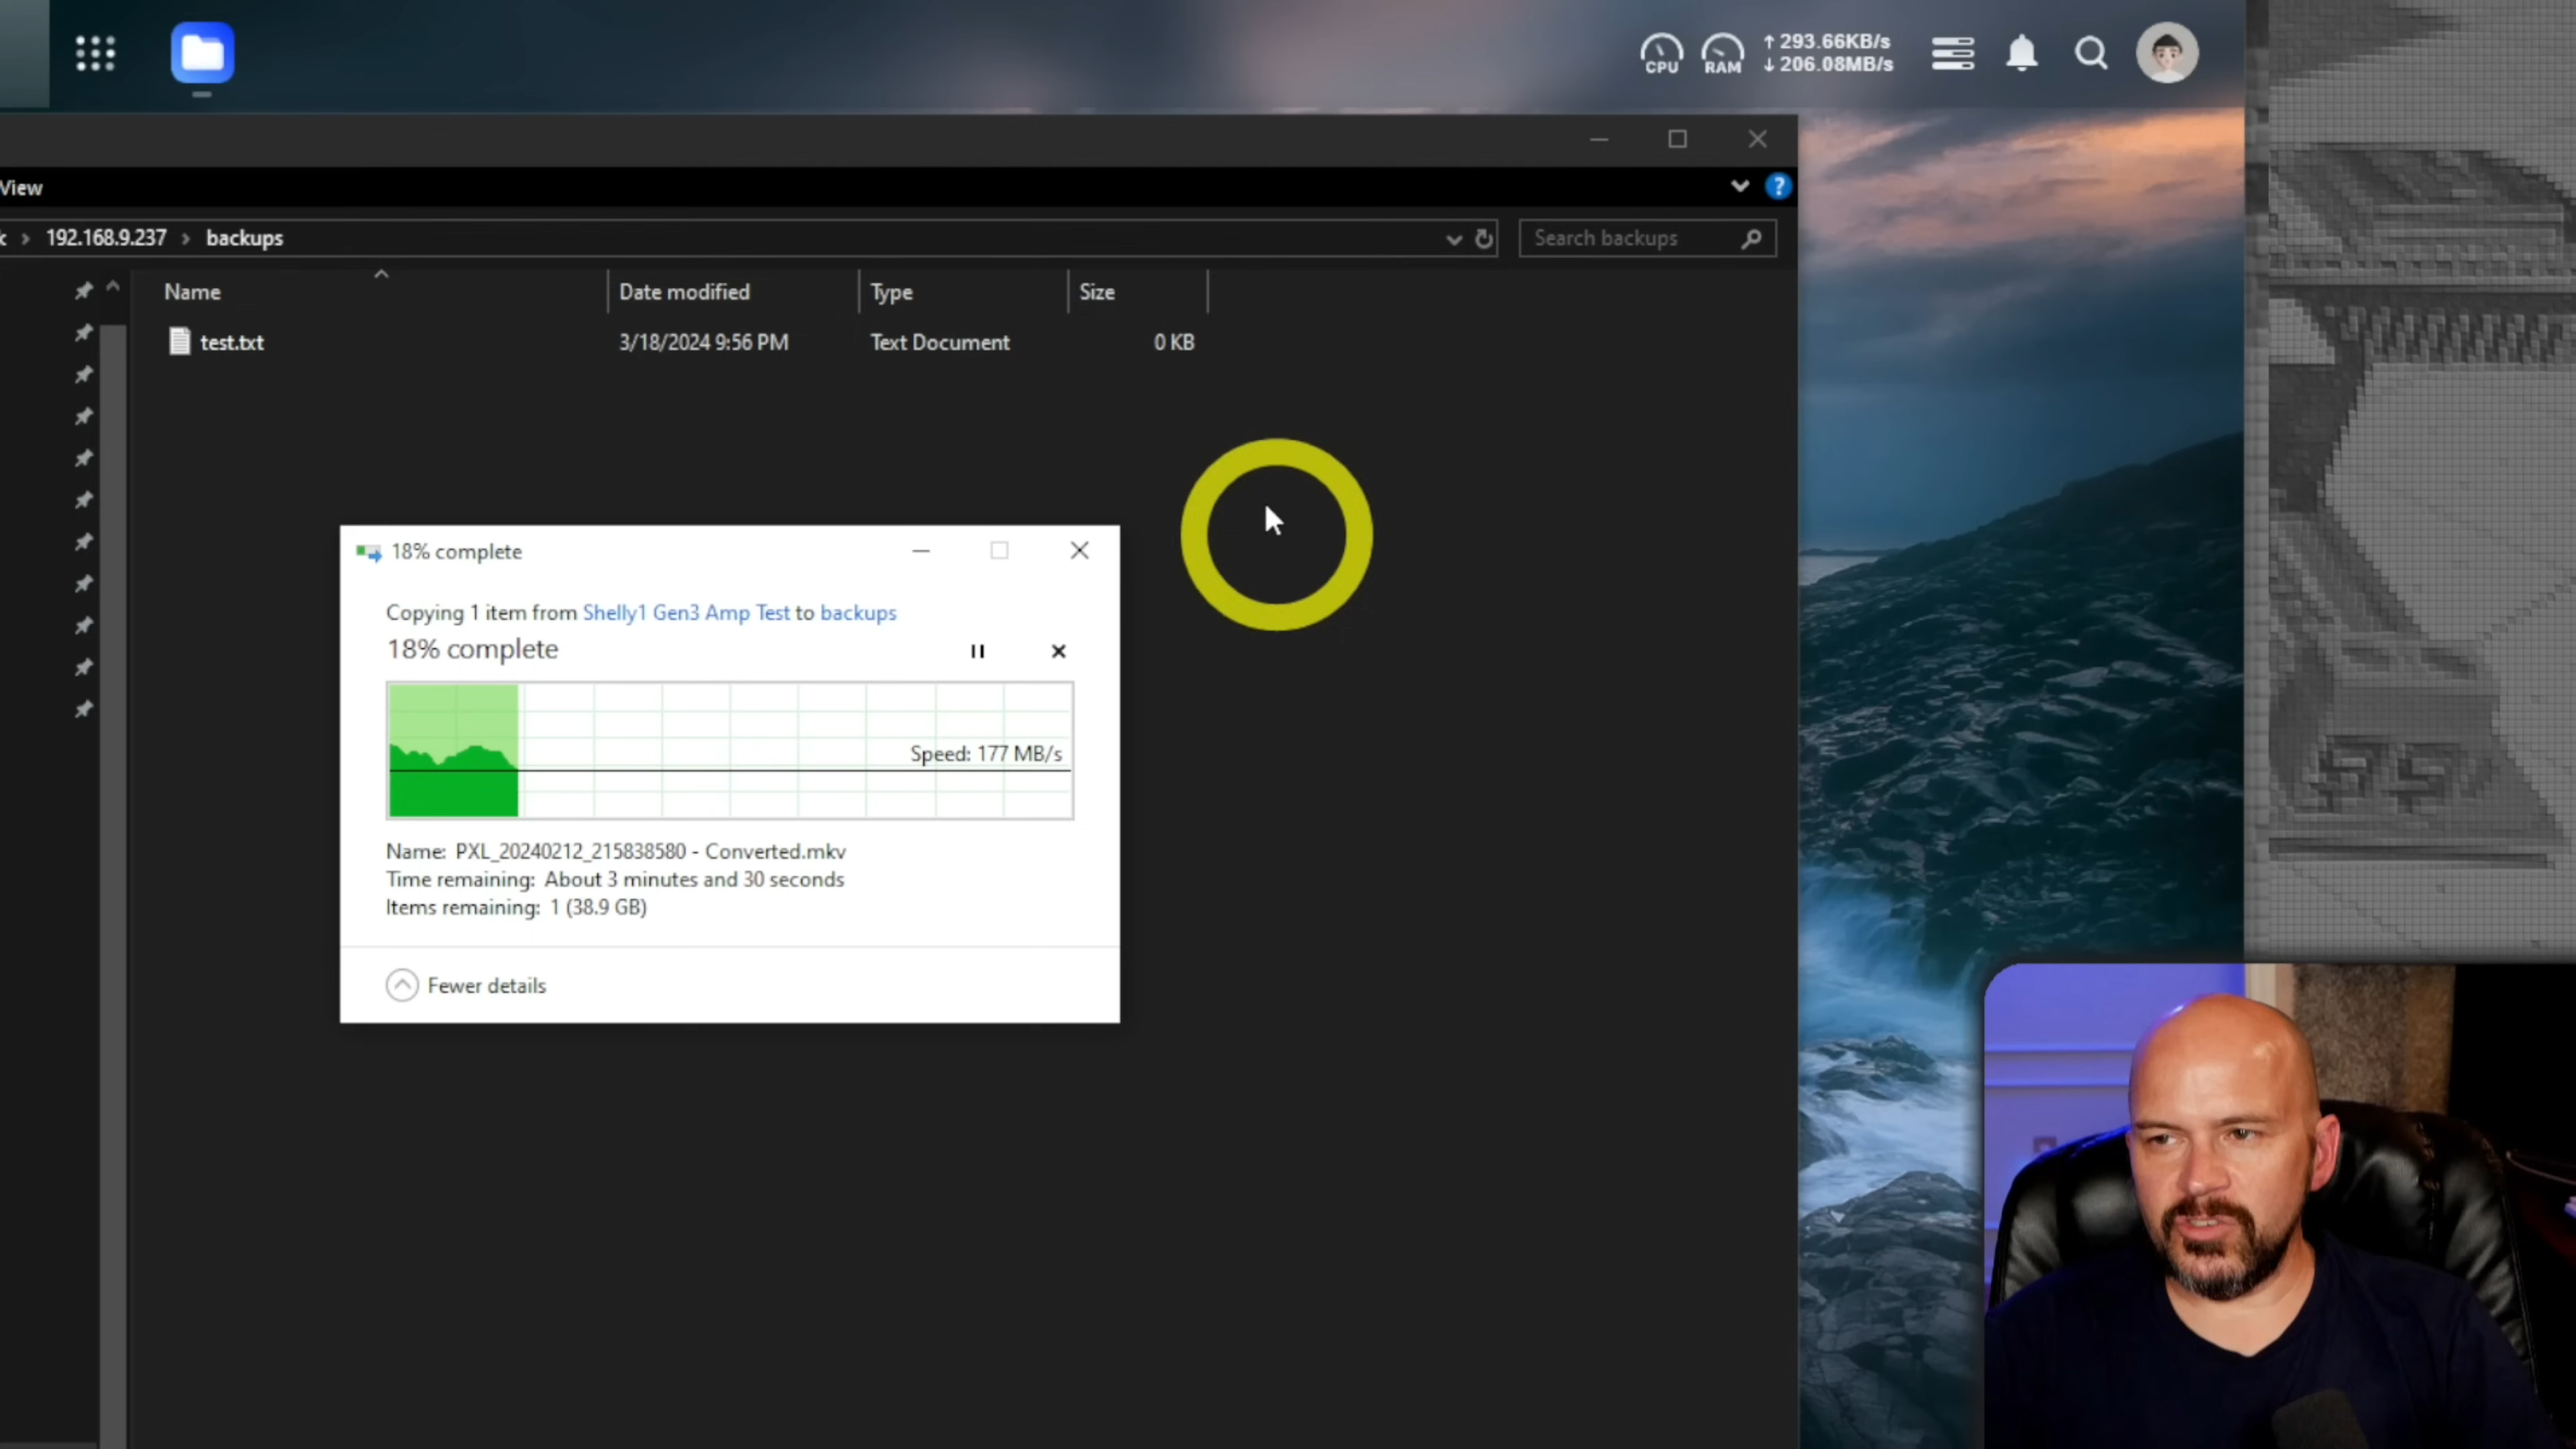 CPU
RAM
↑ 293.66KB/s
↓ 206.08MB/s
View
?
192.168.9.237 › backups
Search backups
Name
Date modified
Type
Size
test.txt
3/18/2024 9:56 PM
Text Document
0 KB
18% complete
Copying 1 item from Shelly1 Gen3 Amp Test to backups
18% complete
Speed: 177 MB/s
Name: PXL_20240212_215838580 - Converted.mkv
Time remaining: About 3 minutes and 30 seconds
Items remaining: 1 (38.9 GB)
Fewer details